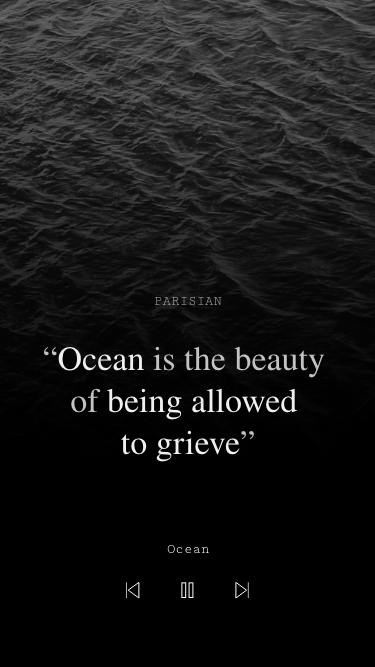 PARISIAN
“Ocean is the beauty
of being allowed
to grieve”
Ocean